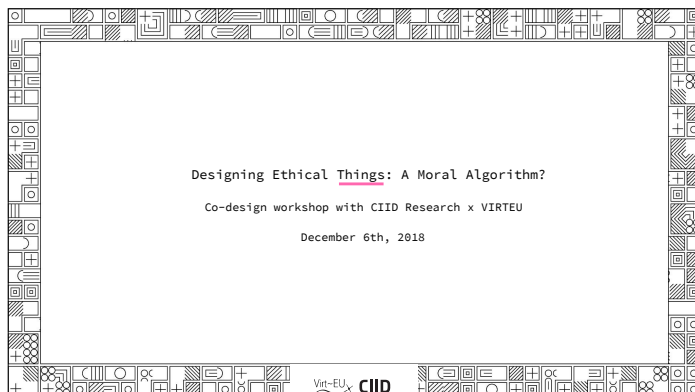 Designing Ethical Things: A Moral Algorithm?
Co-design workshop with CIID Research x VIRTEU
December 6th, 2018
Virt-EU x CIID